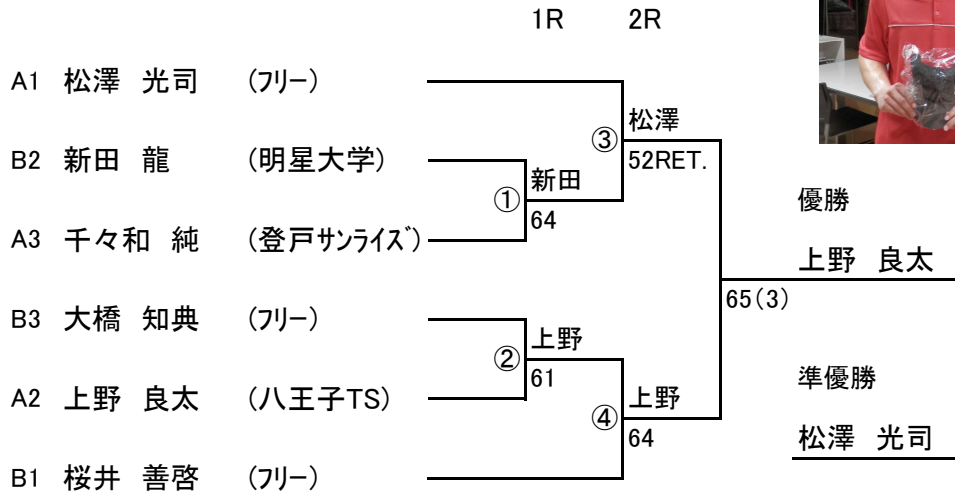 1R 2R
A1 松澤 光司 (フリー)
松澤
③
B2 新田 龍 (明星大学)
52RET.
新田
①
優勝
64
A3 千々和 純 (登戸サンライズ)
上野 良太
65(3)
B3 大橋 知典 (フリー)
上野
②
61
準優勝
A2 上野 良太 (八王子TS)
上野
④
64
松澤 光司
B1 桜井 善啓 (フリー)